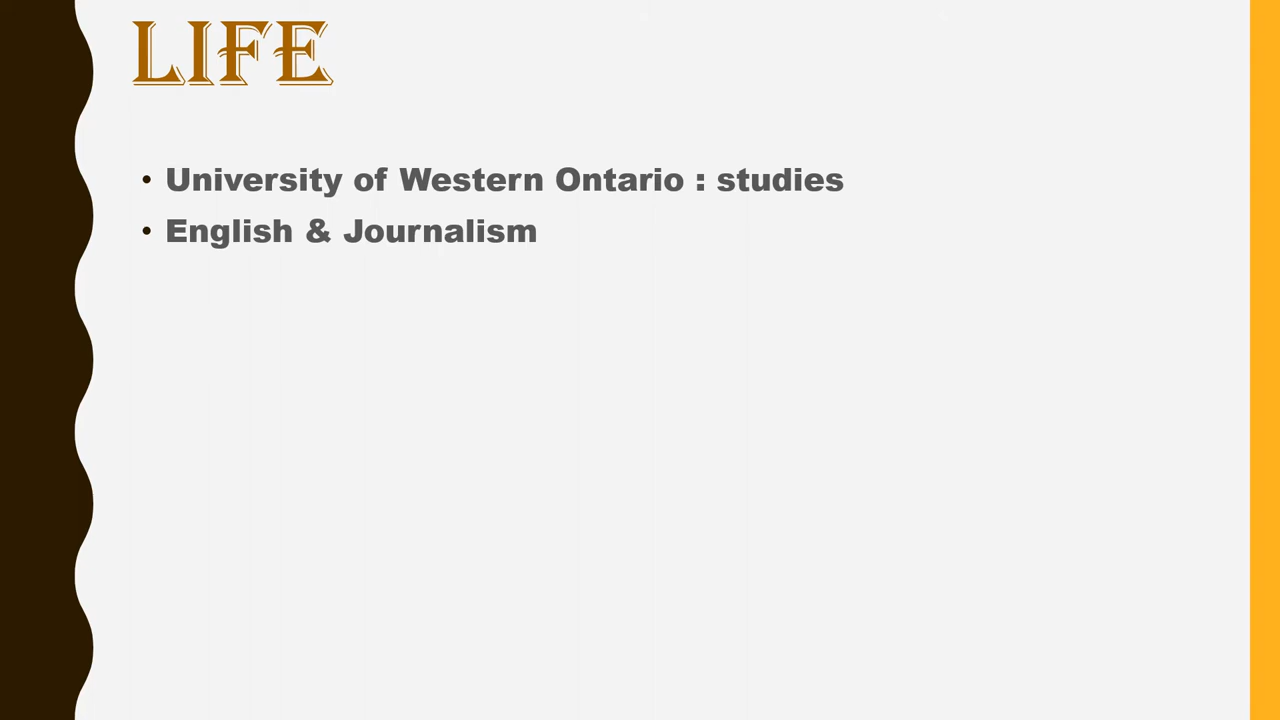 LIFE
• University of Western Ontario : studies
• English & Journalism